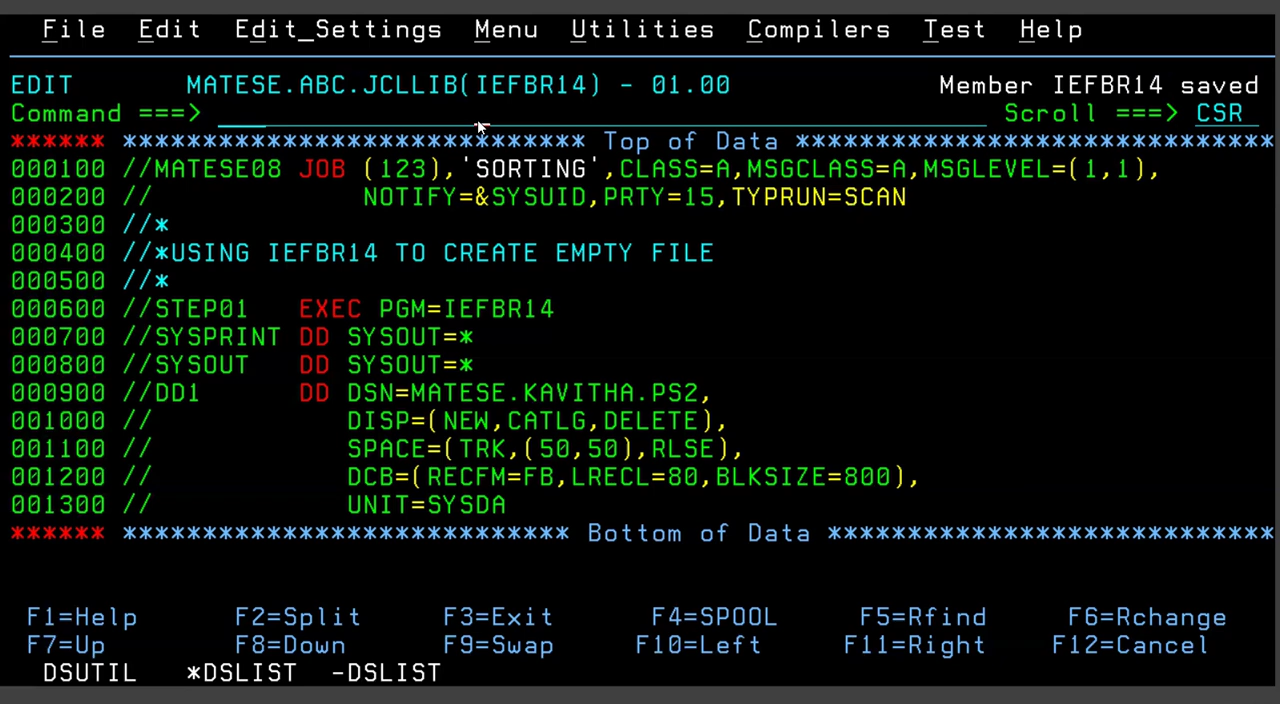 File  Edit  Edit_Settings  Menu  Utilities  Compilers  Test  Help
EDIT       MATESE.ABC.JCLLIB(IEFBR14) - 01.00             Member IEFBR14 saved
Command ===>                                                  Scroll ===> CSR
****** ***************************** Top of Data ******************************
000100 //MATESE08 JOB (123),'SORTING',CLASS=A,MSGCLASS=A,MSGLEVEL=(1,1),
000200 //             NOTIFY=&SYSUID,PRTY=15,TYPRUN=SCAN
000300 //*
000400 //*USING IEFBR14 TO CREATE EMPTY FILE
000500 //*
000600 //STEP01   EXEC PGM=IEFBR14
000700 //SYSPRINT DD SYSOUT=*
000800 //SYSOUT   DD SYSOUT=*
000900 //DD1      DD DSN=MATESE.KAVITHA.PS2,
001000 //            DISP=(NEW,CATLG,DELETE),
001100 //            SPACE=(TRK,(50,50),RLSE),
001200 //            DCB=(RECFM=FB,LRECL=80,BLKSIZE=800),
001300 //            UNIT=SYSDA
****** **************************** Bottom of Data ****************************
F1=Help      F2=Split     F3=Exit      F4=SPOOL     F5=Rfind     F6=Rchange
F7=Up        F8=Down      F9=Swap      F10=Left     F11=Right    F12=Cancel
DSUTIL   *DSLIST  -DSLIST